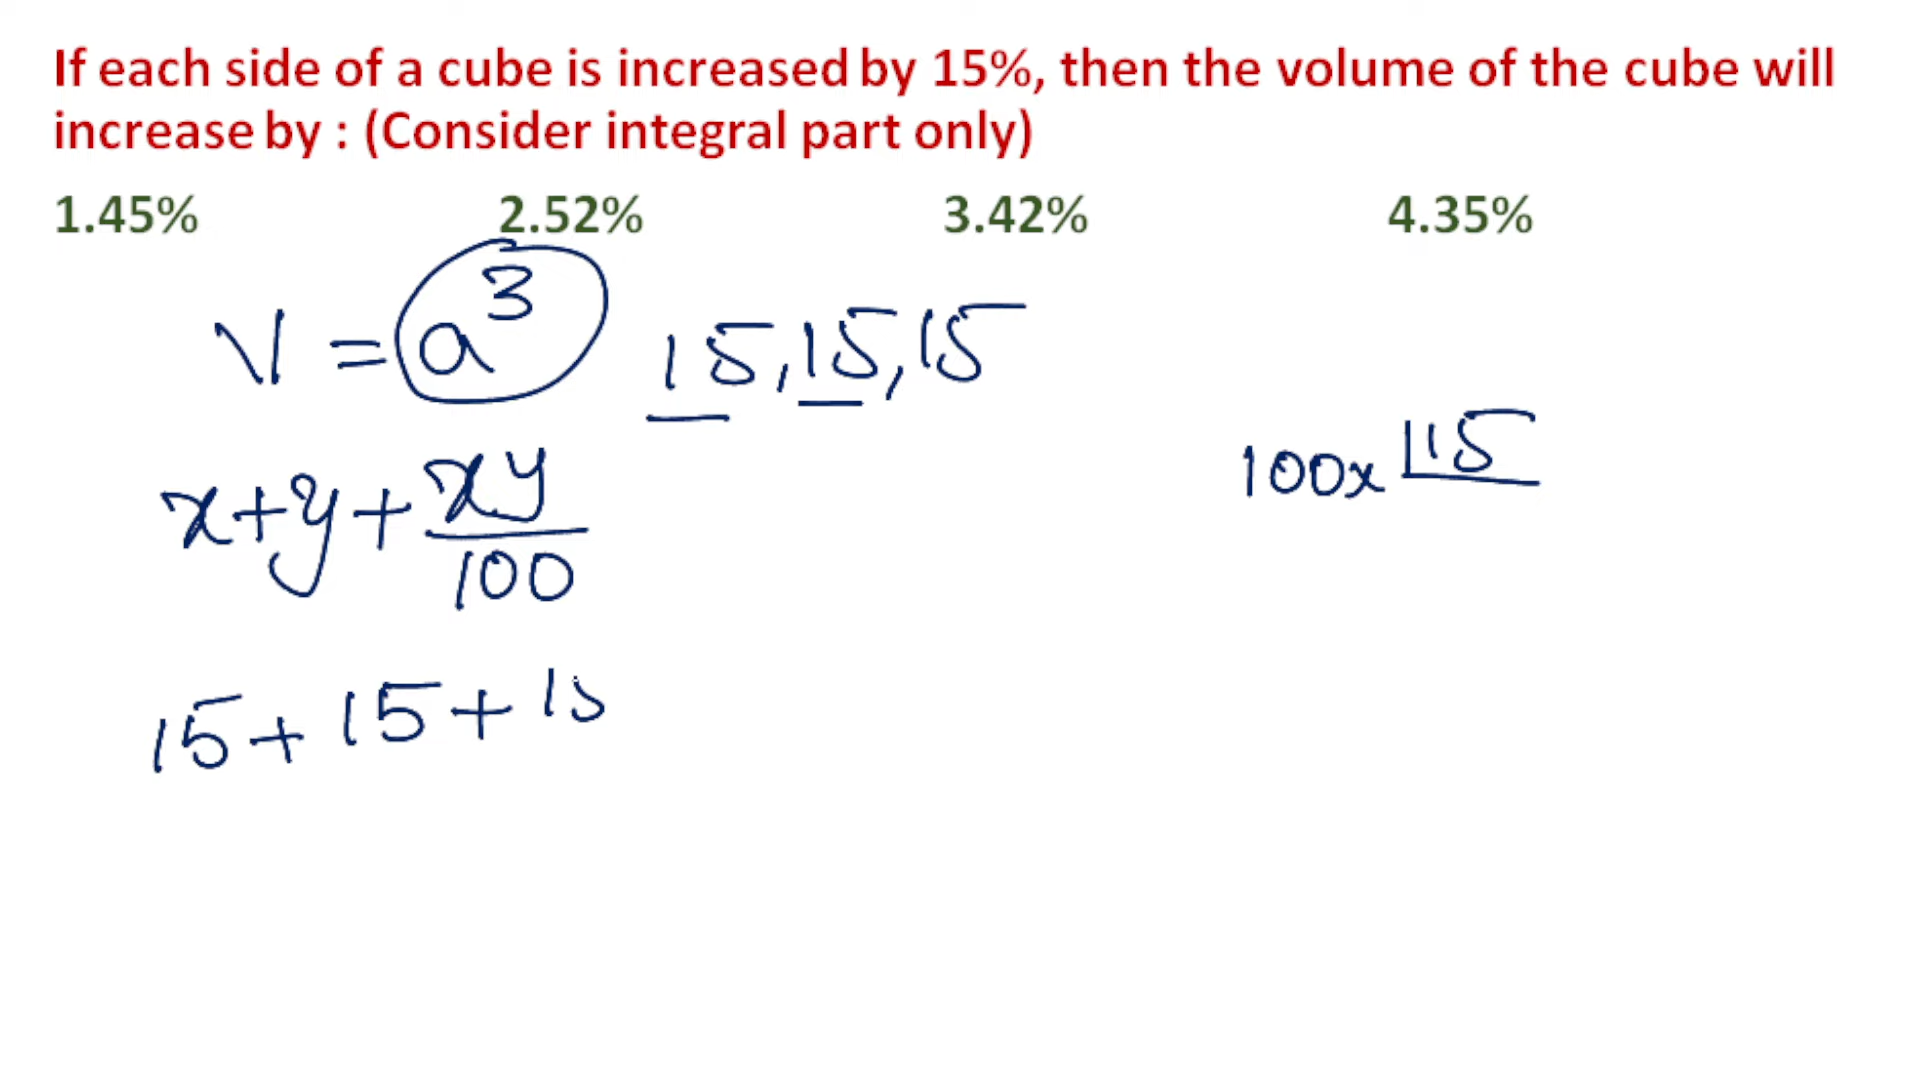 If each side of a cube is increased by 15%, then the volume of the cube will
increase by : (Consider integral part only)
1.45% 2.52% 3.42% 4.35%
V = a³ 15, 15, 15
100x 115
x+y+ xy/100
15+ 15+ 15